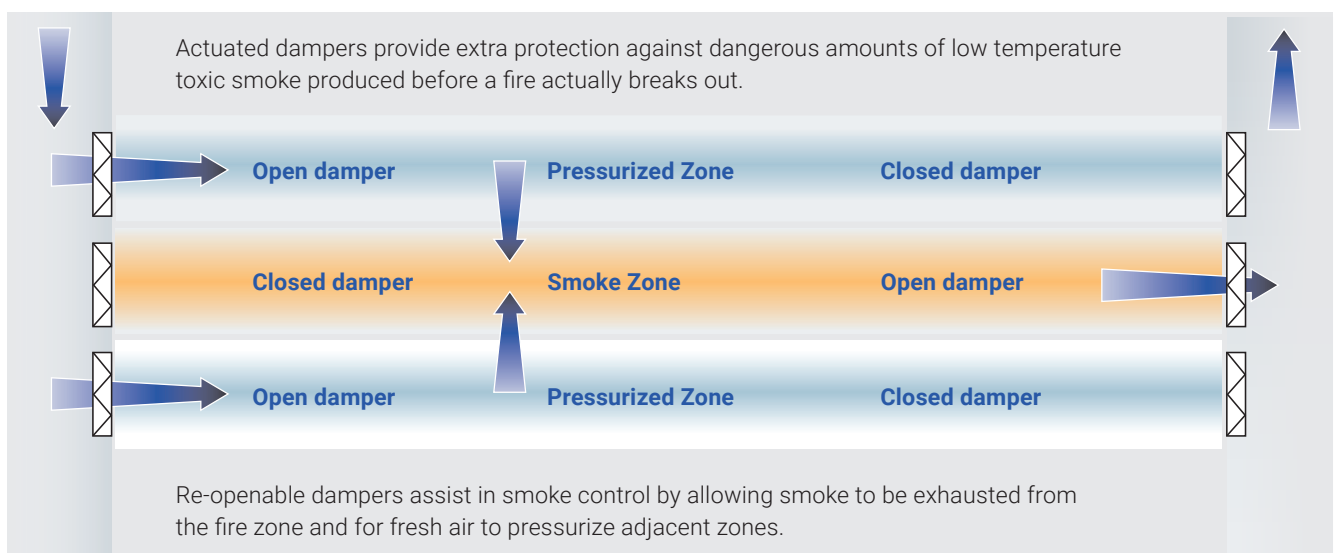 Actuated dampers provide extra protection against dangerous amounts of low temperature
toxic smoke produced before a fire actually breaks out.
Open damper Pressurized Zone Closed damper
Closed damper Smoke Zone Open damper
Open damper Pressurized Zone Closed damper
Re-openable dampers assist in smoke control by allowing smoke to be exhausted from
the fire zone and for fresh air to pressurize adjacent zones.